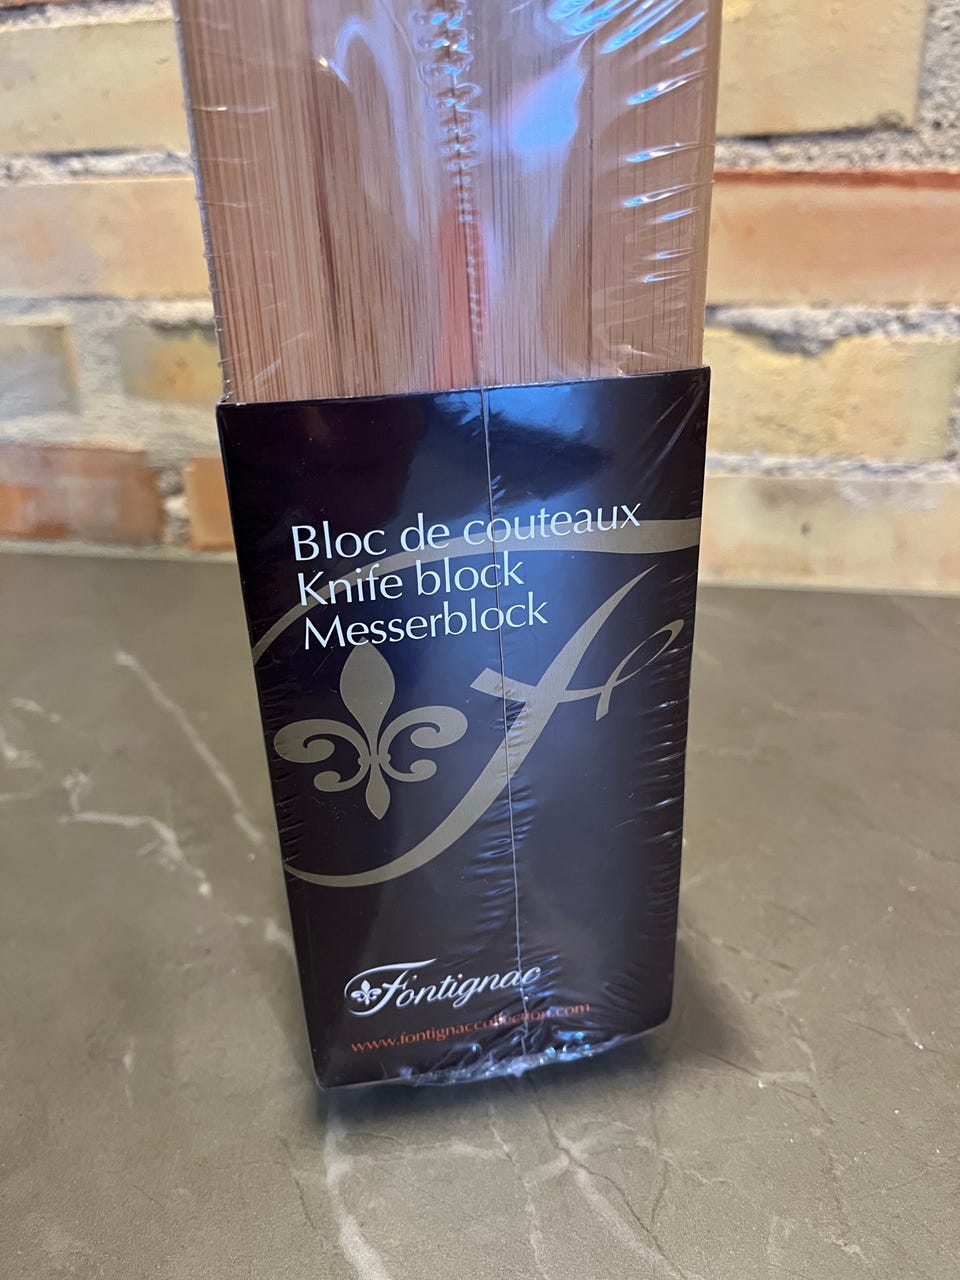 Bloc de couteaux
Knife block
Messerblock
Fontignac
www.fontignaccollection.com